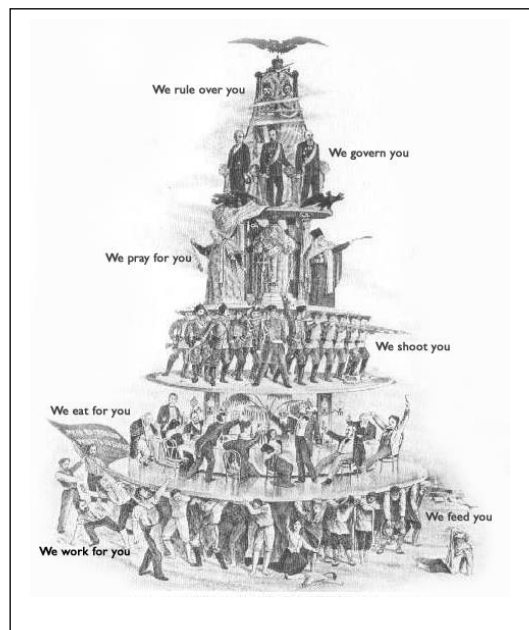 We rule over you
We govern you
We pray for you
We shoot you
We eat for you
We feed you
We work for you